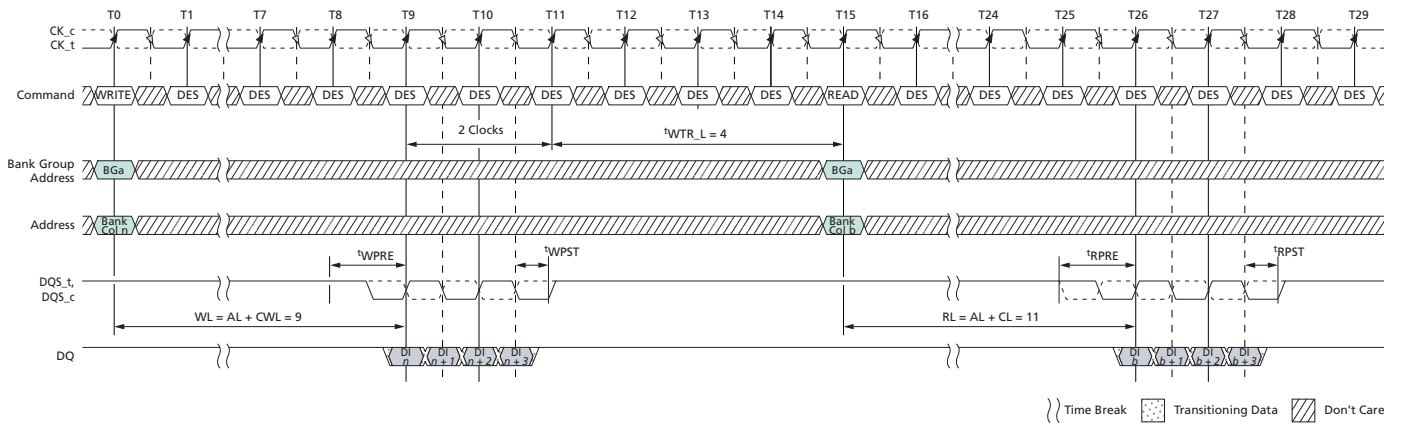 T0 T1 T7 T8 T9 T10 T11 T12 T13 T14 T15 T16 T24 T25 T26 T27 T28 T29
CK_c
CK_t
Command WRITE DES DES DES DES DES DES DES DES DES READ DES DES DES DES DES DES DES
2 Clocks tWTR_L = 4
Bank Group
Address BGa BGa
Address Bank Col n Bank Col b
tWPRE tWPST tRPRE tRPST
DQS_t,
DQS_c
WL = AL + CWL = 9 RL = AL + CL = 11
DQ DI n DI n + 1 DI n + 2 DI n + 3 DI b DI b + 1 DI b + 2 DI b + 3
Time Break Transitioning Data Don't Care